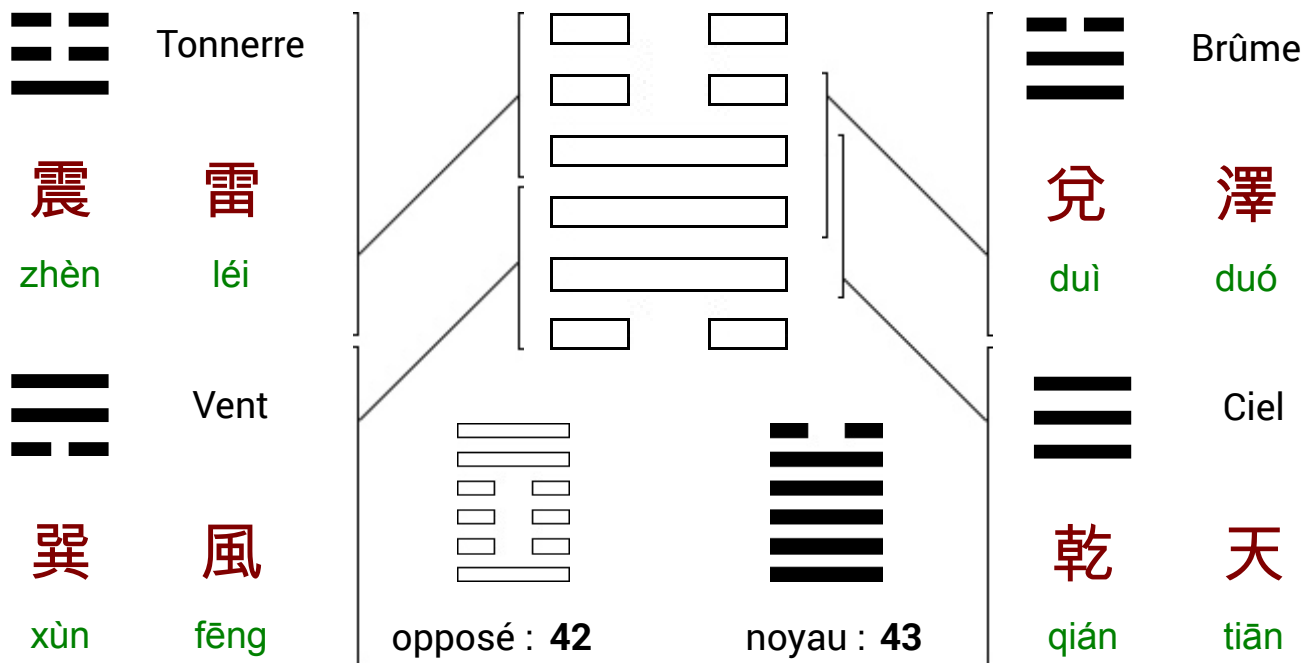 Tonnerre
震 雷
zhèn léi
Vent
巽 風
xùn fēng
opposé : 42
noyau : 43
Brûme
兌 澤
duì duó
Ciel
乾 天
qián tiān